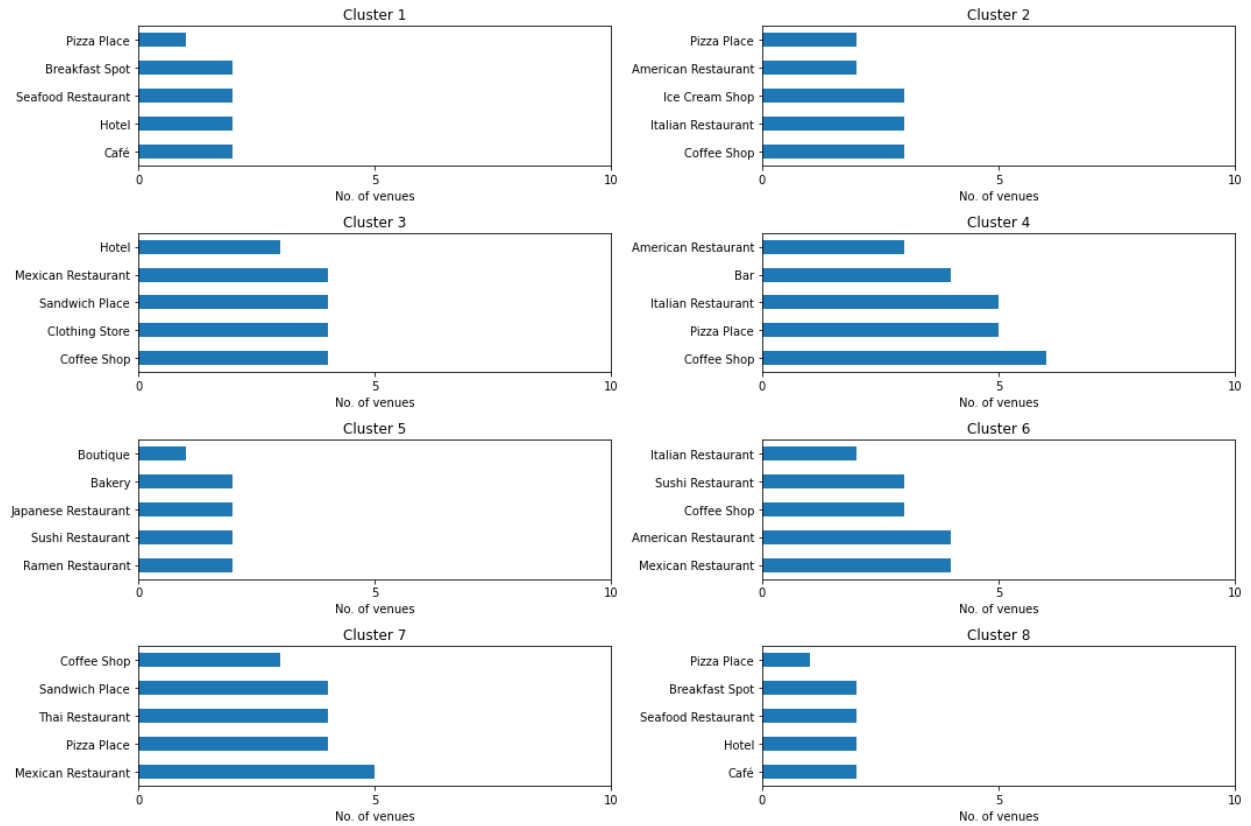 Cluster 1
Pizza Place
Breakfast Spot
Seafood Restaurant
Hotel
Café
0 5 10
No. of venues
Cluster 2
Pizza Place
American Restaurant
Ice Cream Shop
Italian Restaurant
Coffee Shop
0 5 10
No. of venues
Cluster 3
Hotel
Mexican Restaurant
Sandwich Place
Clothing Store
Coffee Shop
0 5 10
No. of venues
Cluster 4
American Restaurant
Bar
Italian Restaurant
Pizza Place
Coffee Shop
0 5 10
No. of venues
Cluster 5
Boutique
Bakery
Japanese Restaurant
Sushi Restaurant
Ramen Restaurant
0 5 10
No. of venues
Cluster 6
Italian Restaurant
Sushi Restaurant
Coffee Shop
American Restaurant
Mexican Restaurant
0 5 10
No. of venues
Cluster 7
Coffee Shop
Sandwich Place
Thai Restaurant
Pizza Place
Mexican Restaurant
0 5 10
No. of venues
Cluster 8
Pizza Place
Breakfast Spot
Seafood Restaurant
Hotel
Café
0 5 10
No. of venues